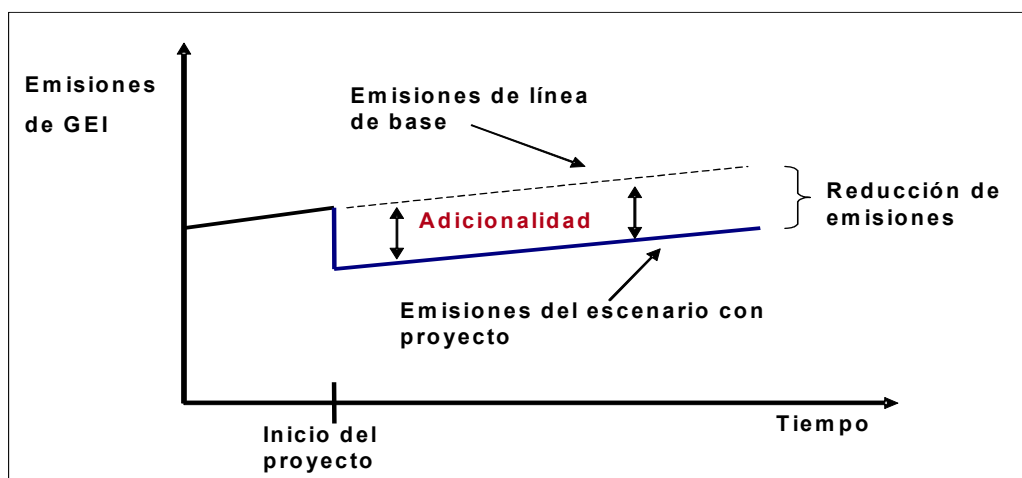 Emisiones
de GEI
Emisiones de línea
de base
Adicionalidad
Reducción de
emisiones
Emisiones del escenario con
proyecto
Tiempo
Inicio del
proyecto